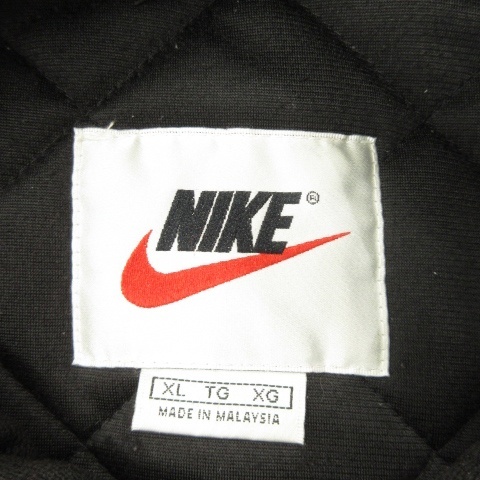 NIKE ®
XL TG XG
MADE IN MALAYSIA